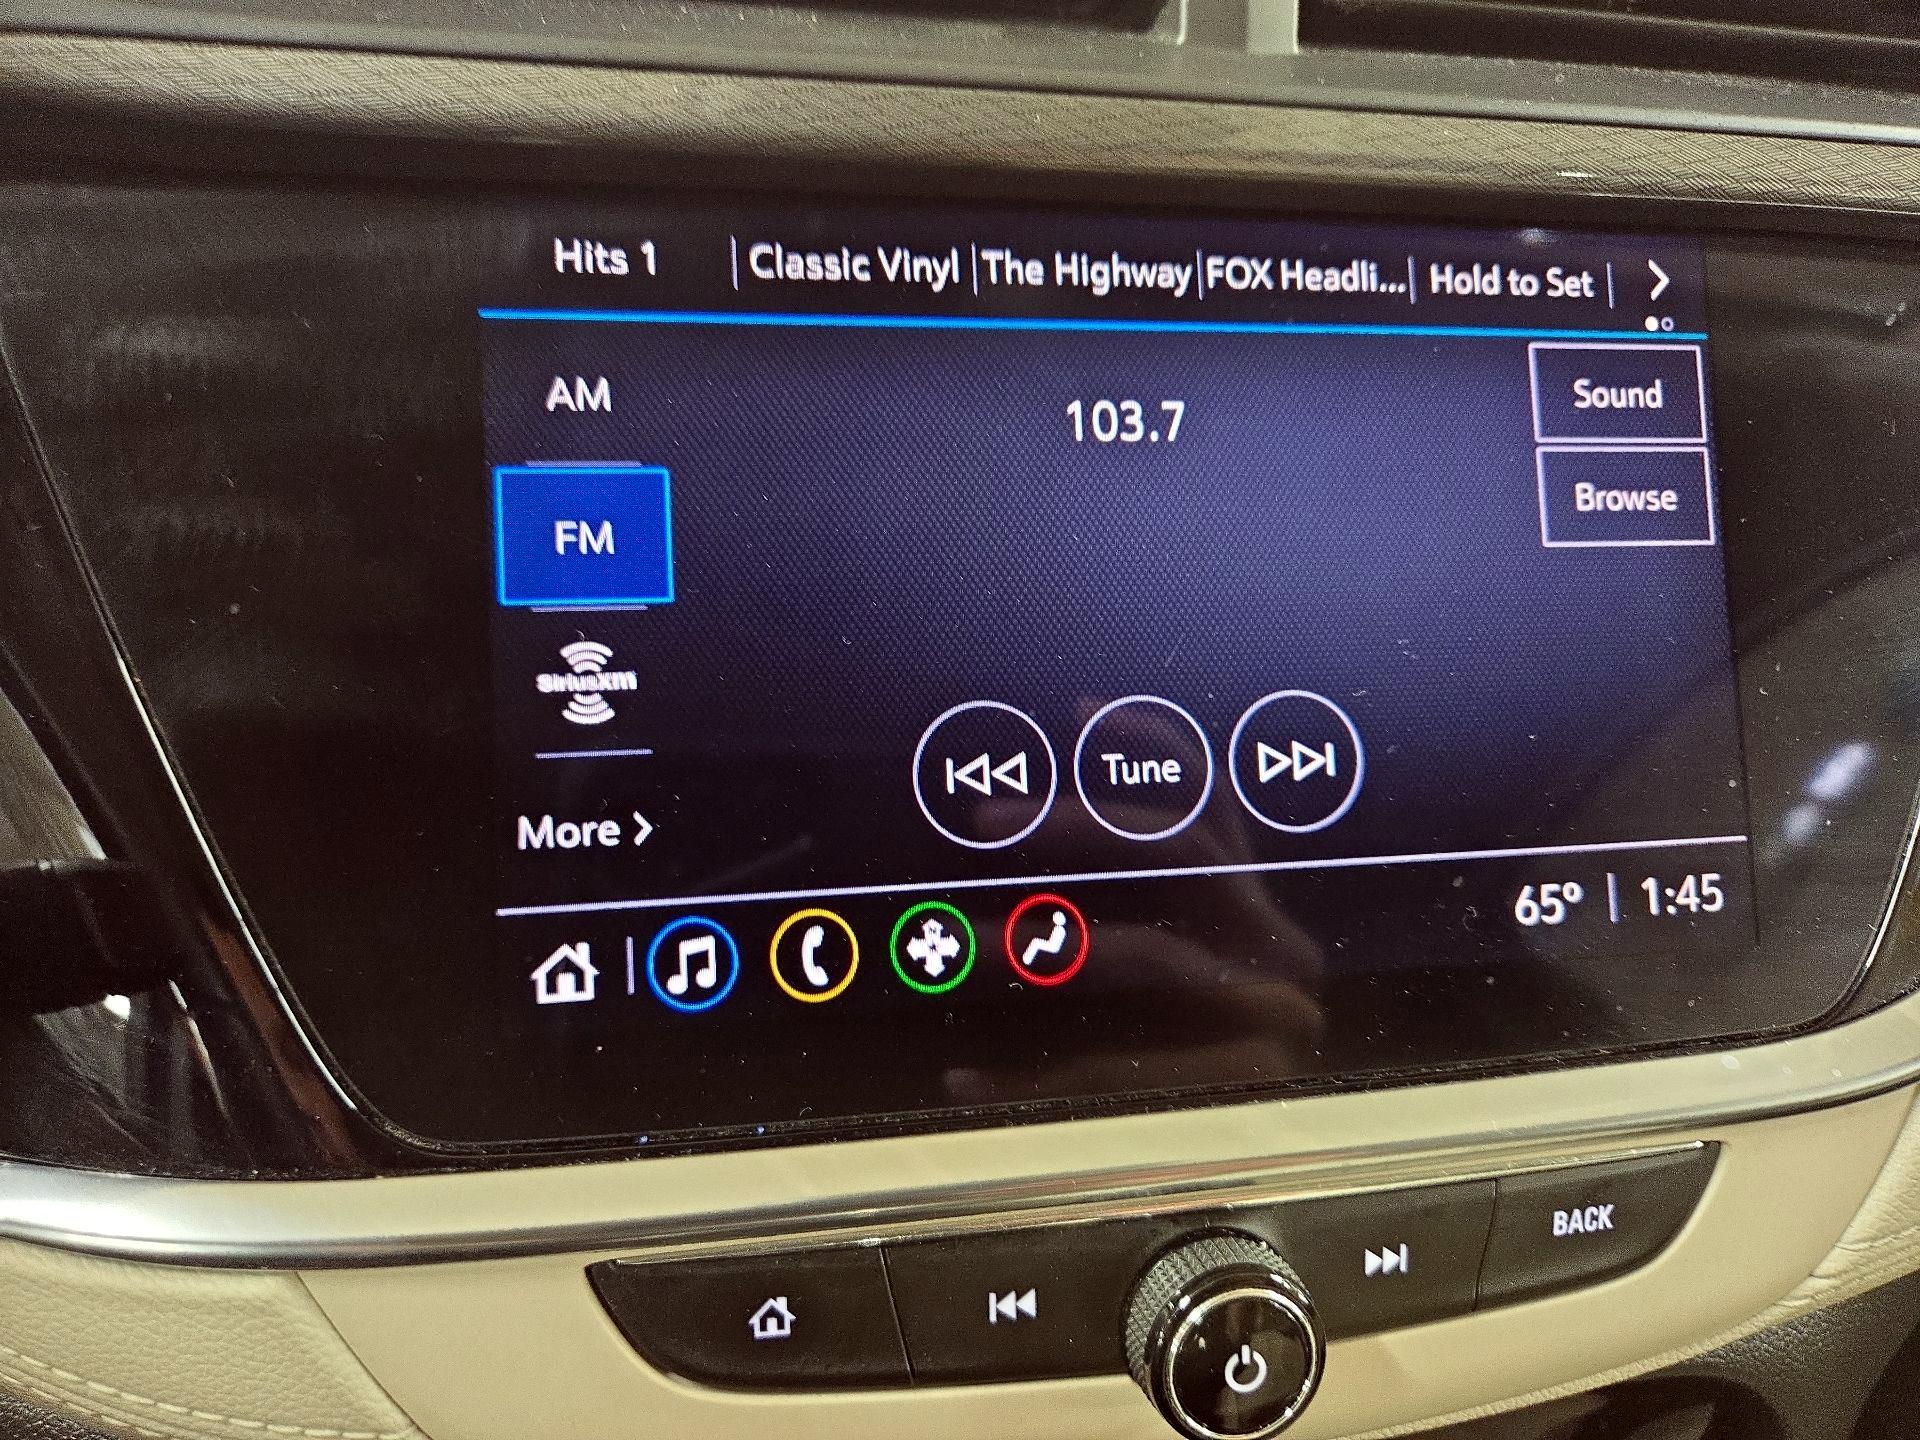 Hits 1 | Classic Vinyl | The Highway | FOX Headli... | Hold to Set |
AM
103.7
Sound
Browse
FM
SiriusXm
Tune
More >
65° | 1:45
BACK